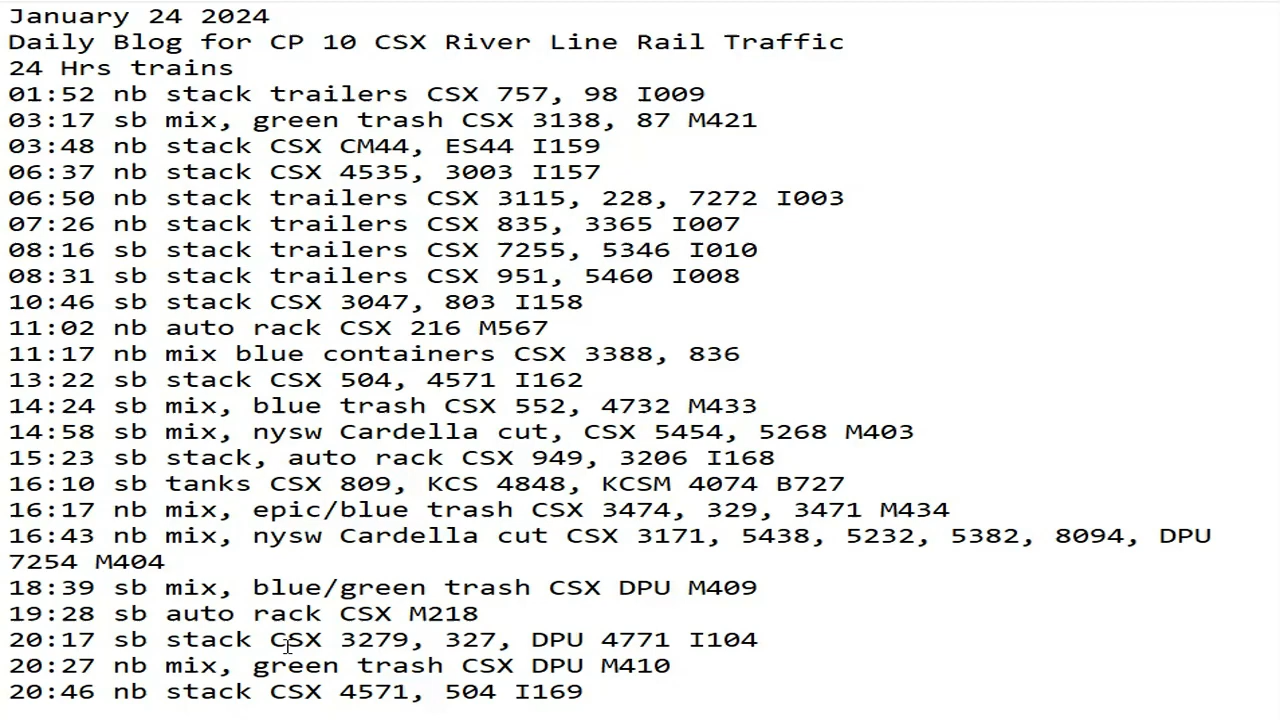 January 24 2024
Daily Blog for CP 10 CSX River Line Rail Traffic
24 Hrs trains
01:52 nb stack trailers CSX 757, 98 I009
03:17 sb mix, green trash CSX 3138, 87 M421
03:48 nb stack CSX CM44, ES44 I159
06:37 nb stack CSX 4535, 3003 I157
06:50 nb stack trailers CSX 3115, 228, 7272 I003
07:26 nb stack trailers CSX 835, 3365 I007
08:16 sb stack trailers CSX 7255, 5346 I010
08:31 sb stack trailers CSX 951, 5460 I008
10:46 sb stack CSX 3047, 803 I158
11:02 nb auto rack CSX 216 M567
11:17 nb mix blue containers CSX 3388, 836
13:22 sb stack CSX 504, 4571 I162
14:24 sb mix, blue trash CSX 552, 4732 M433
14:58 sb mix, nysw Cardella cut, CSX 5454, 5268 M403
15:23 sb stack, auto rack CSX 949, 3206 I168
16:10 sb tanks CSX 809, KCS 4848, KCSM 4074 B727
16:17 nb mix, epic/blue trash CSX 3474, 329, 3471 M434
16:43 nb mix, nysw Cardella cut CSX 3171, 5438, 5232, 5382, 8094, DPU
7254 M404
18:39 sb mix, blue/green trash CSX DPU M409
19:28 sb auto rack CSX M218
20:17 sb stack CSX 3279, 327, DPU 4771 I104
20:27 nb mix, green trash CSX DPU M410
20:46 nb stack CSX 4571, 504 I169